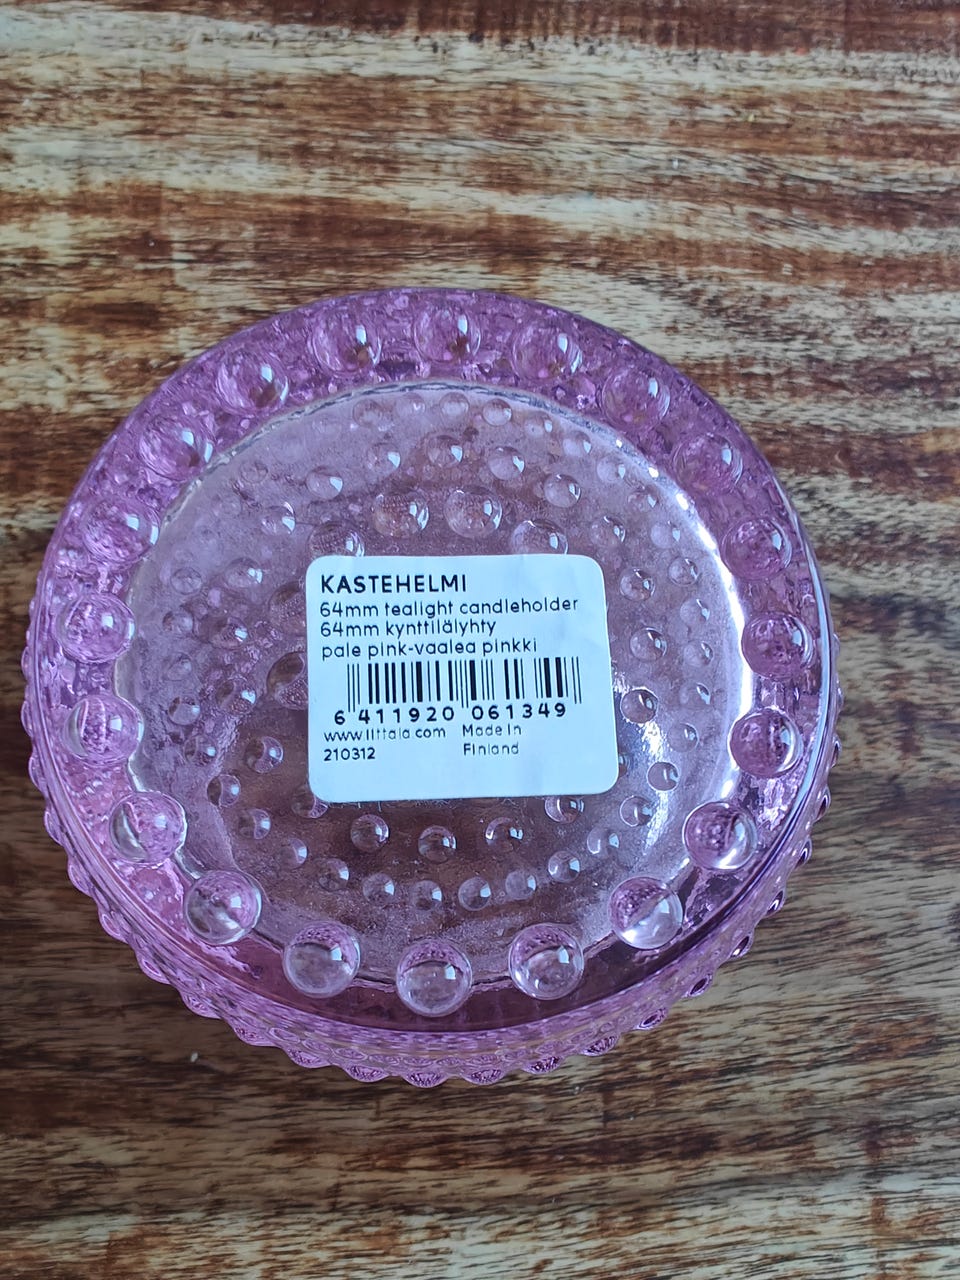 KASTEHELMI
64mm tealight candleholder
64mm kynttilälyhty
pale pink-vaalea pinkki
6 411920 061349
www.iittala.com Made in
210312 Finland